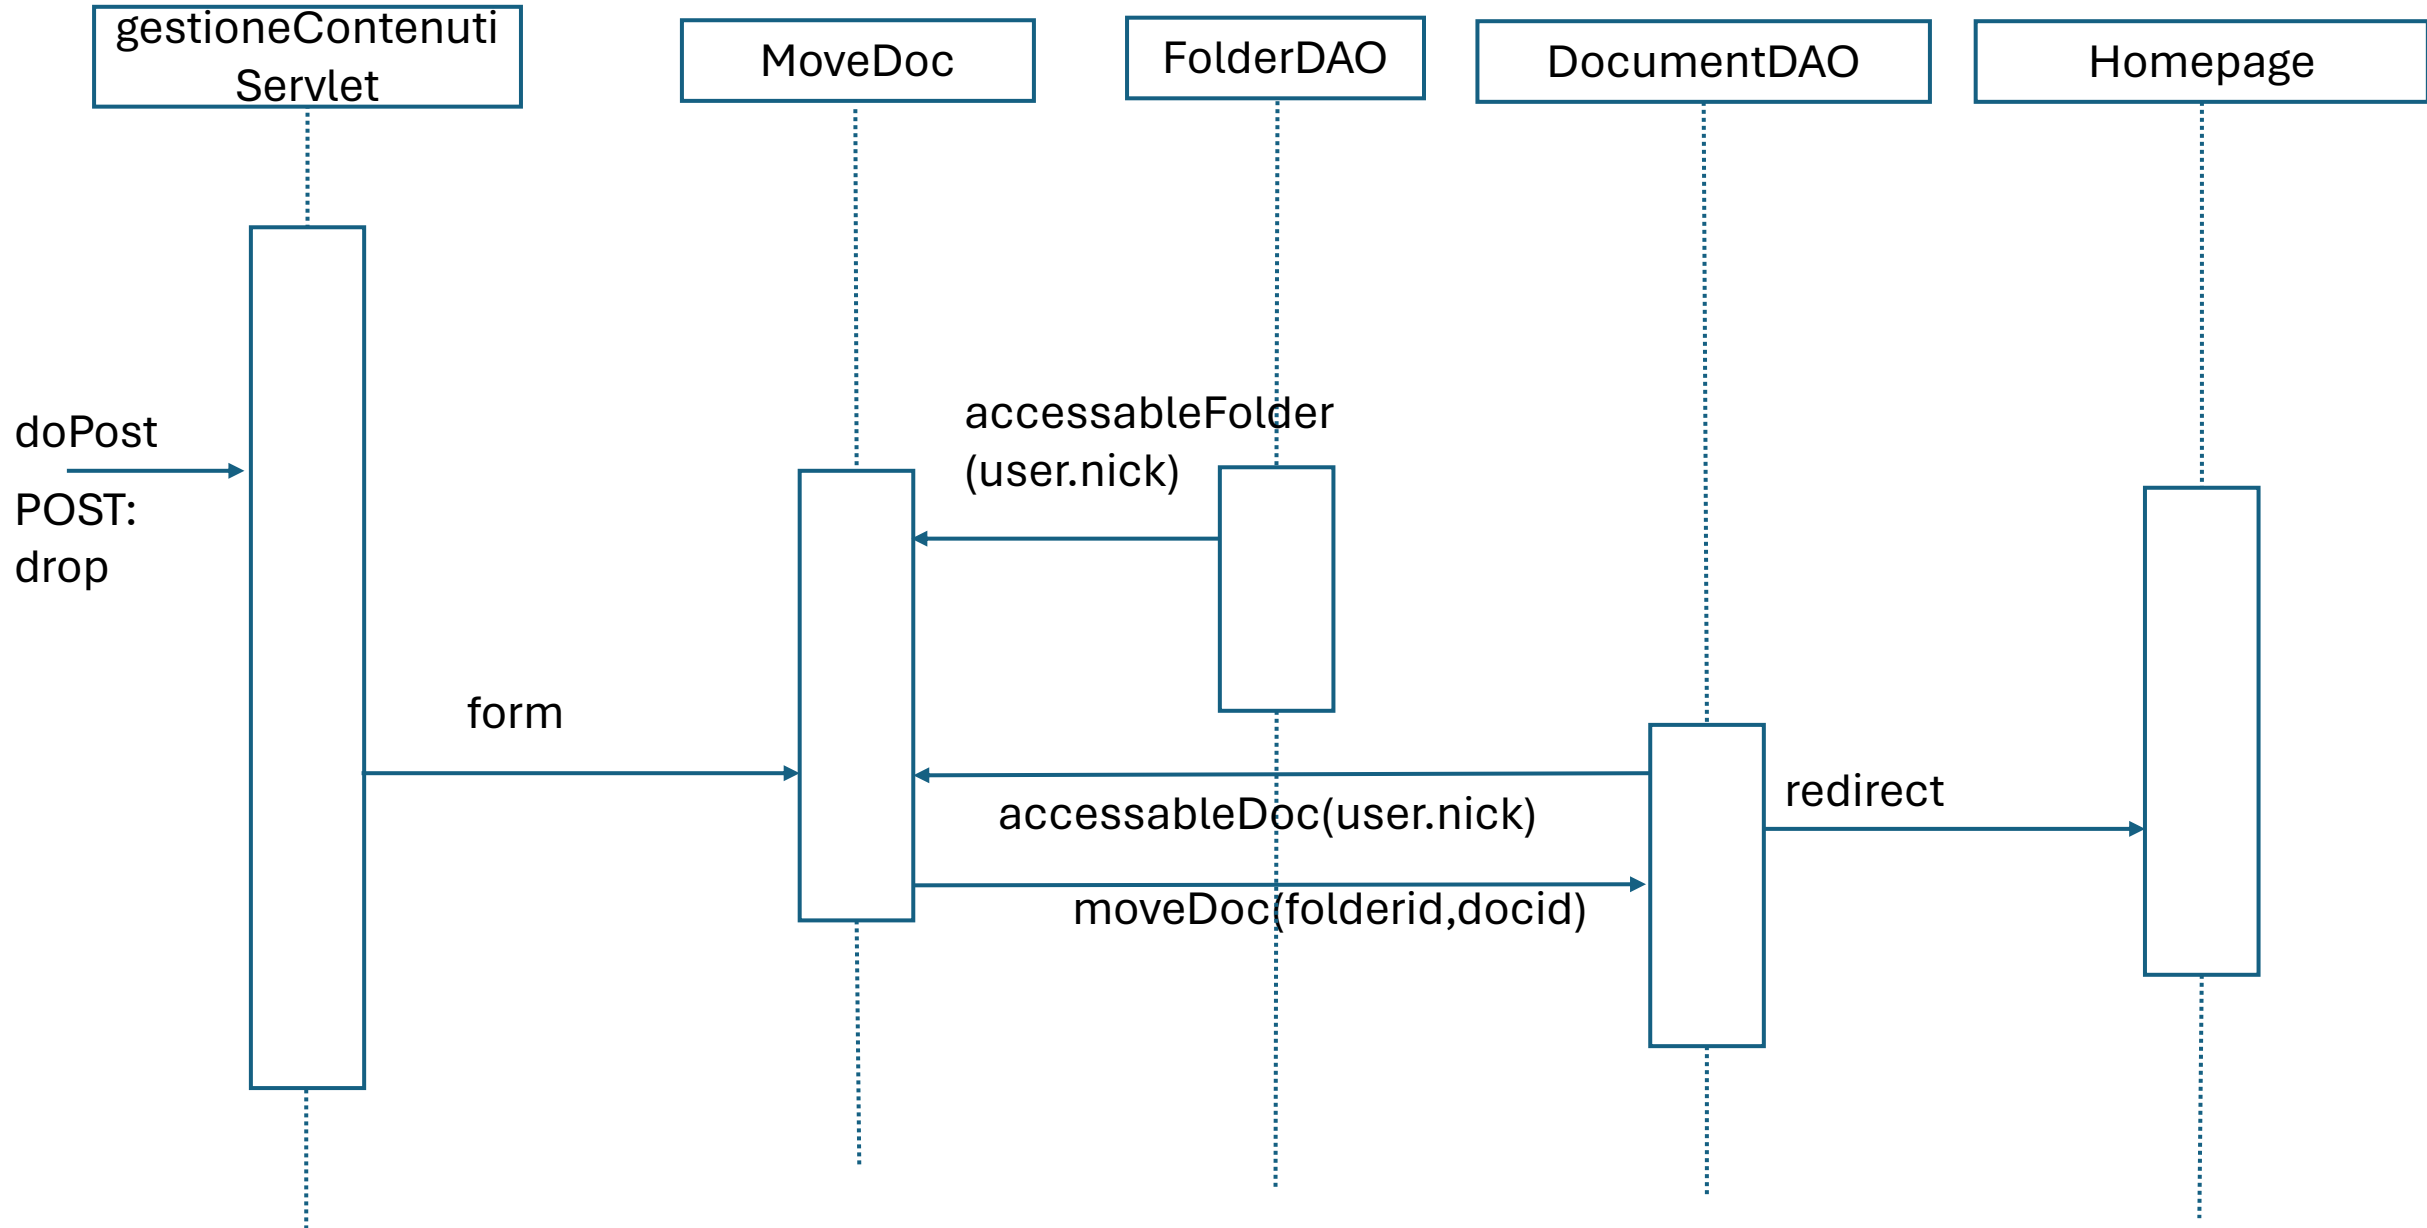 gestioneContenuti
Servlet
MoveDoc
FolderDAO
DocumentDAO
Homepage
accessableFolder
(user.nick)
doPost
POST:
drop
form
redirect
accessableDoc(user.nick)
moveDoc(folderid,docid)